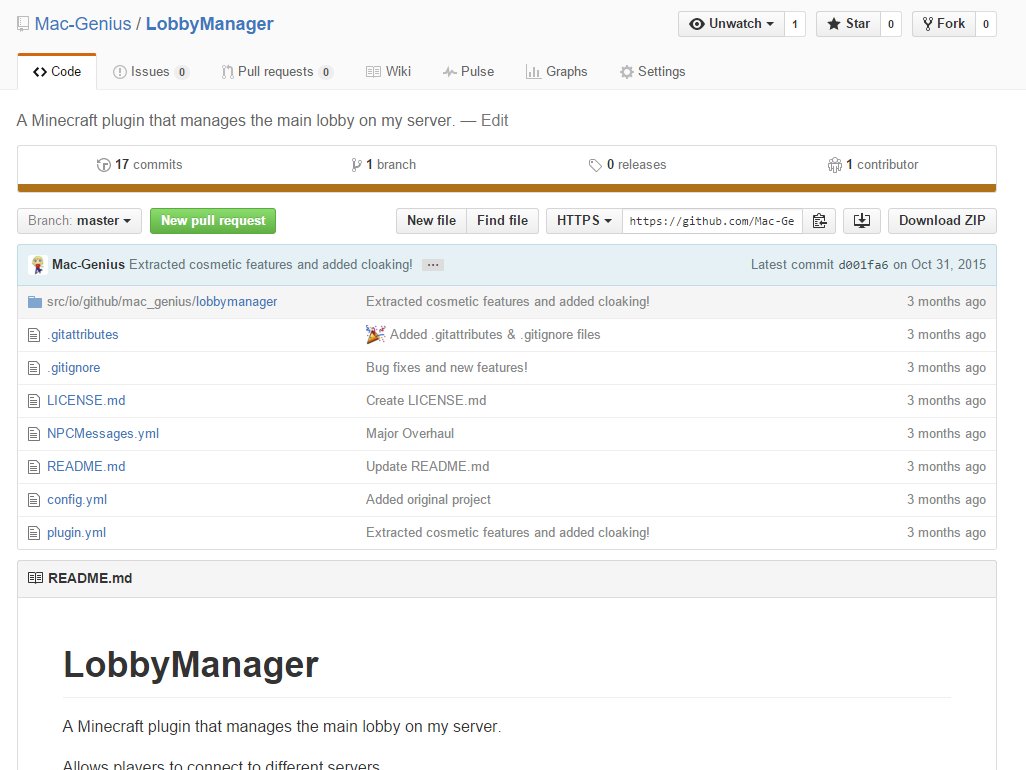 Mac-Genius / LobbyManager Unwatch 1 Star 0 Fork 0
Code Issues 0 Pull requests 0 Wiki Pulse Graphs Settings
A Minecraft plugin that manages the main lobby on my server. — Edit
17 commits 1 branch 0 releases 1 contributor
Branch: master New pull request New file Find file HTTPS https://github.com/Mac-Ge Download ZIP
Mac-Genius Extracted cosmetic features and added cloaking! … Latest commit d001fa6 on Oct 31, 2015
src/io/github/mac_genius/lobbymanager Extracted cosmetic features and added cloaking! 3 months ago
.gitattributes Added .gitattributes & .gitignore files 3 months ago
.gitignore Bug fixes and new features! 3 months ago
LICENSE.md Create LICENSE.md 3 months ago
NPCMessages.yml Major Overhaul 3 months ago
README.md Update README.md 3 months ago
config.yml Added original project 3 months ago
plugin.yml Extracted cosmetic features and added cloaking! 3 months ago
README.md
LobbyManager
A Minecraft plugin that manages the main lobby on my server.
Allows players to connect to different servers